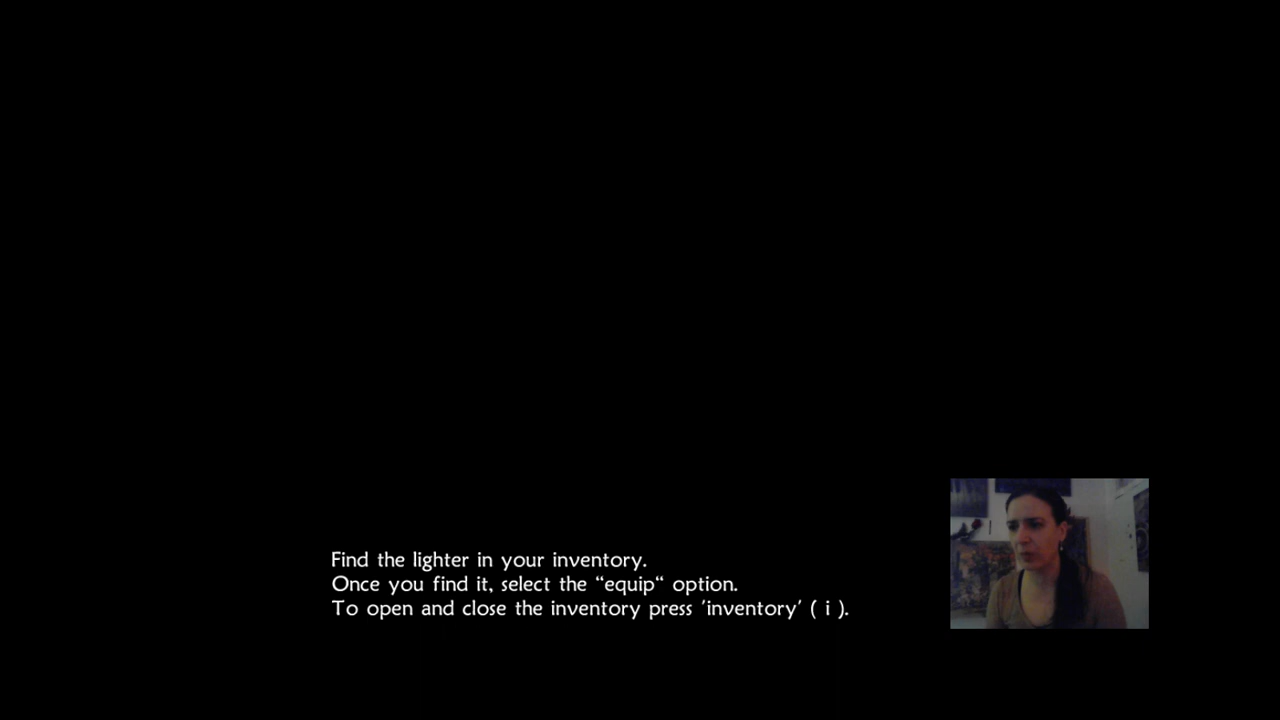 Find the lighter in your inventory.
Once you find it, select the “equip“ option.
To open and close the inventory press 'inventory' ( i ).